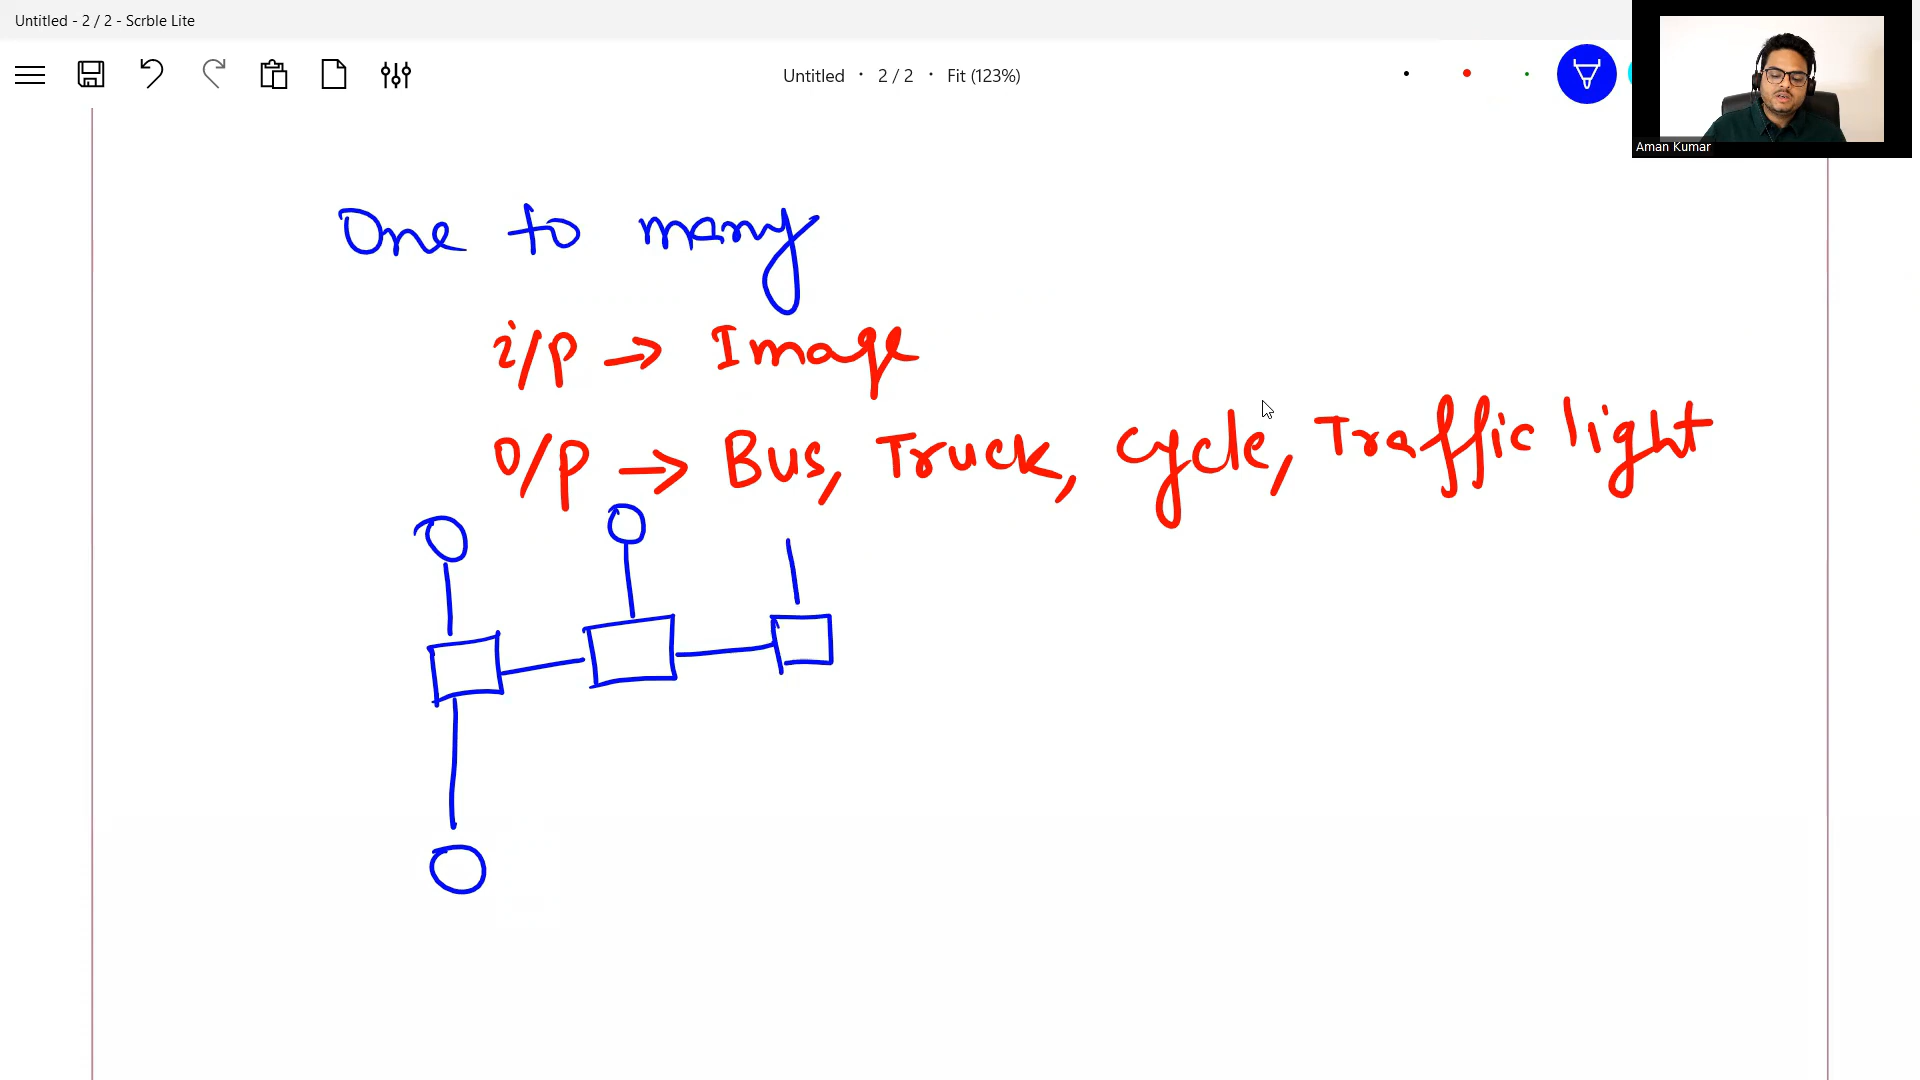 Untitled - 2 / 2 - Scrble Lite
Untitled • 2 / 2 • Fit (123%)
Aman Kumar
One to many
i/p → Image
O/p → Bus, Truck, Cycle, Traffic light